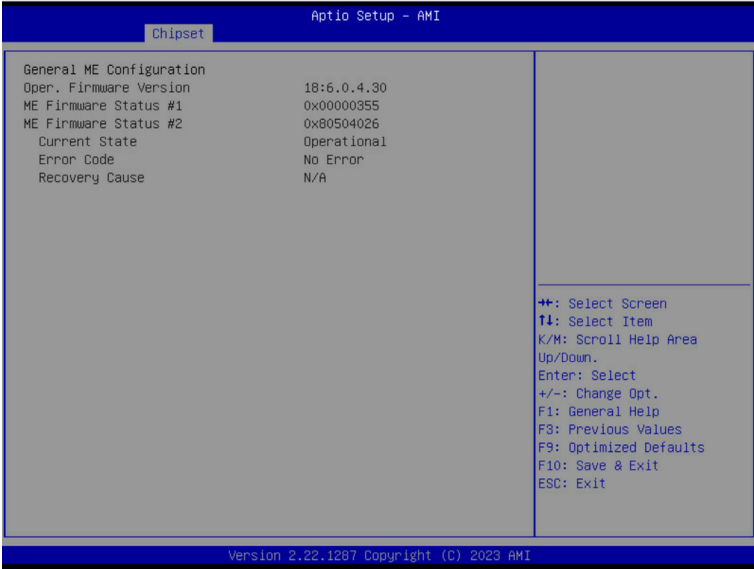 Aptio Setup - AMI
Chipset
General ME Configuration
Oper. Firmware Version 18:6.0.4.30
ME Firmware Status #1 0x00000355
ME Firmware Status #2 0x80504026
Current State Operational
Error Code No Error
Recovery Cause N/A
→←: Select Screen
↑↓: Select Item
K/M: Scroll Help Area
Up/Down.
Enter: Select
+/-: Change Opt.
F1: General Help
F3: Previous Values
F9: Optimized Defaults
F10: Save & Exit
ESC: Exit
Version 2.22.1287 Copyright (C) 2023 AMI